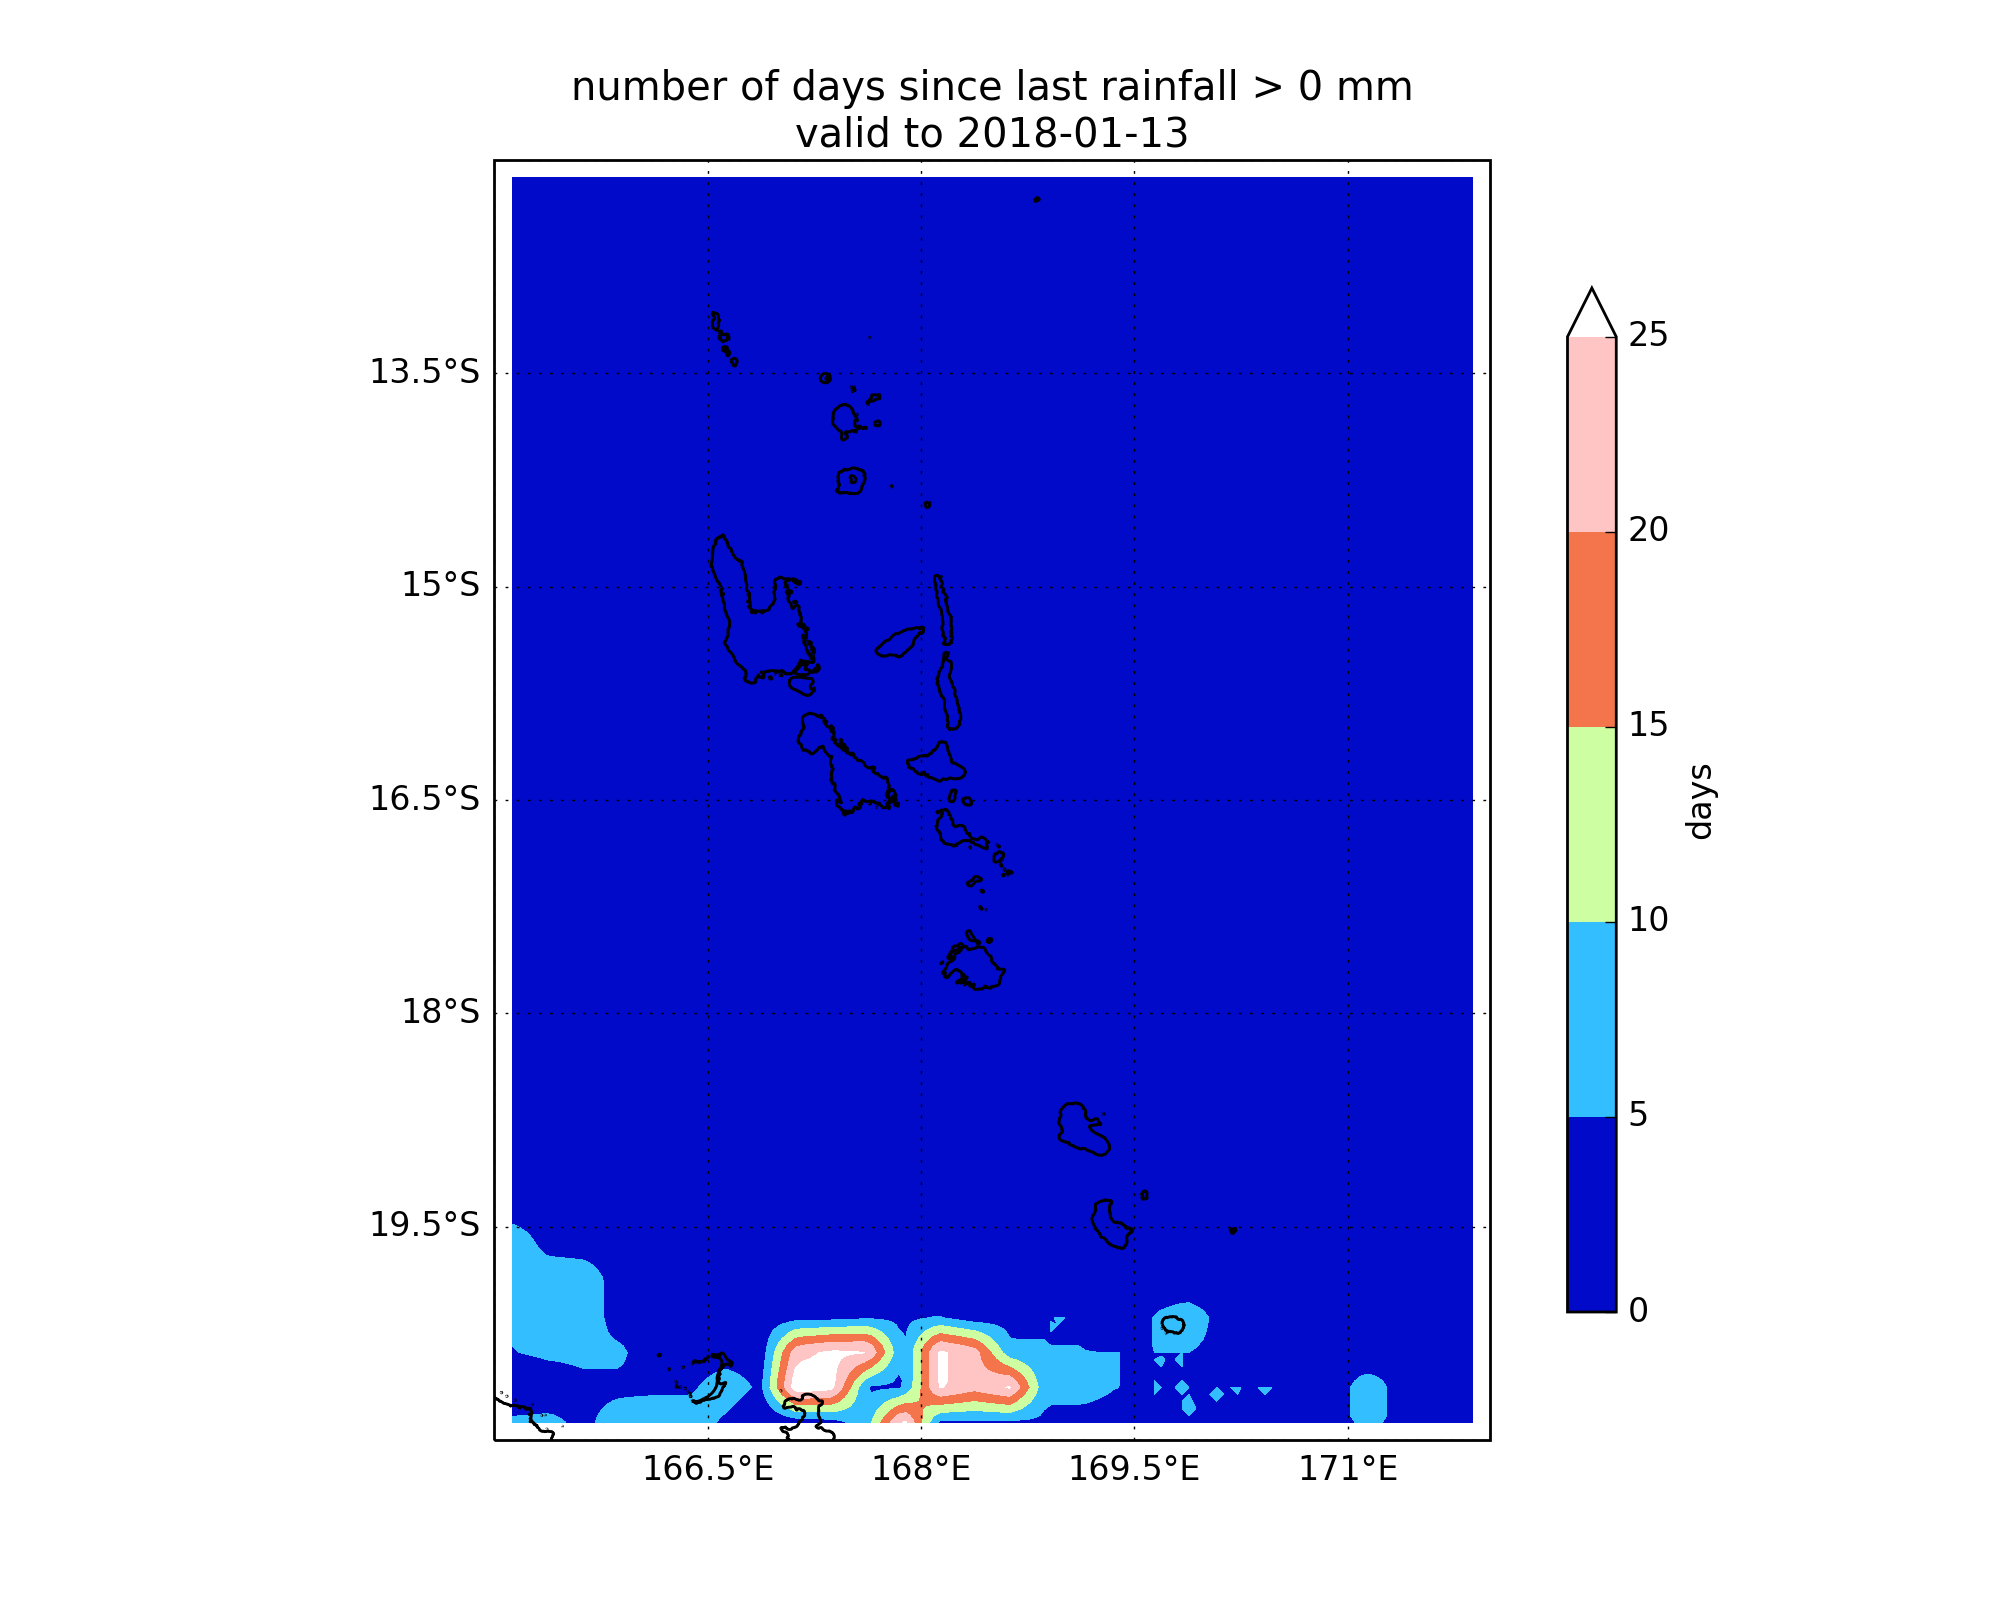 number of days since last rainfall > 0 mm
valid to 2018-01-13
13.5°S
15°S
16.5°S
18°S
19.5°S
166.5°E
168°E
169.5°E
171°E
25
20
15
10
5
0
days